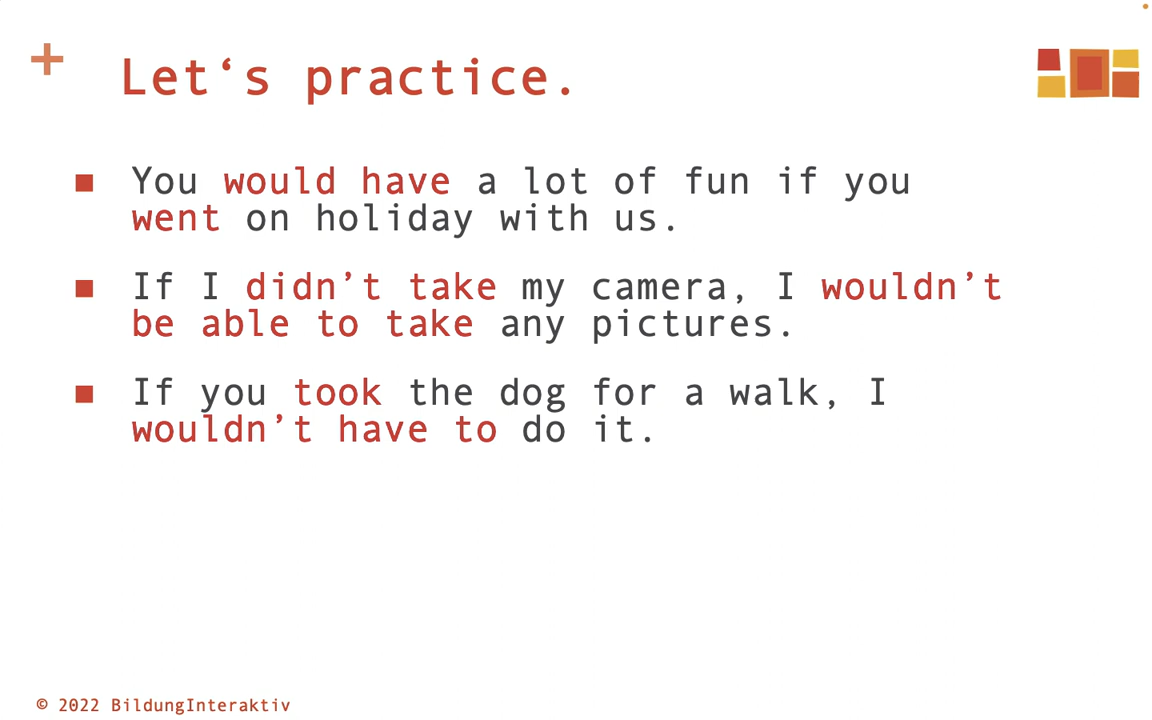 Let‘s practice.
You would have a lot of fun if you
went on holiday with us.
If I didn’t take my camera, I wouldn’t
be able to take any pictures.
If you took the dog for a walk, I
wouldn’t have to do it.
© 2022 BildungInteraktiv